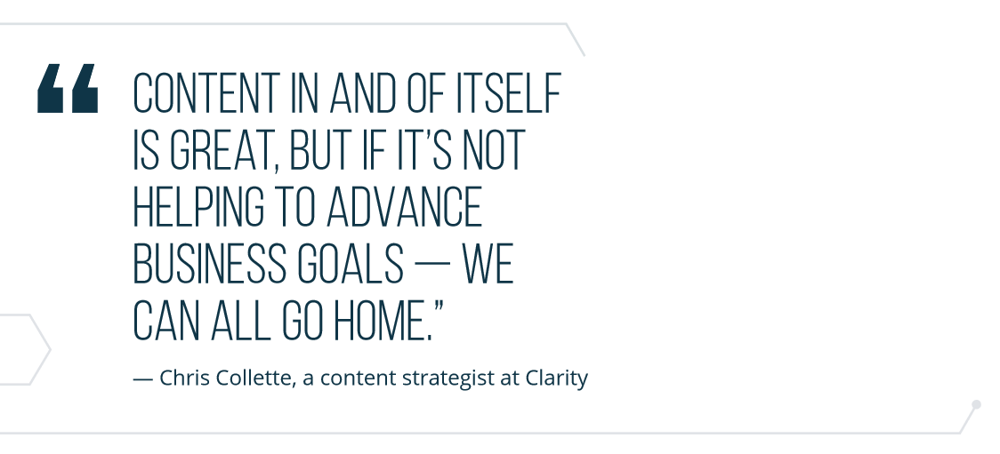 “ CONTENT IN AND OF ITSELF
IS GREAT, BUT IF IT’S NOT
HELPING TO ADVANCE
BUSINESS GOALS — WE
CAN ALL GO HOME.”
— Chris Collette, a content strategist at Clarity